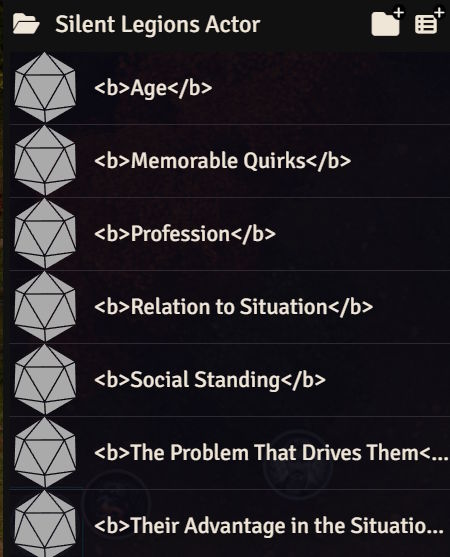 Silent Legions Actor
<b>Age</b>
<b>Memorable Quirks</b>
<b>Profession</b>
<b>Relation to Situation</b>
<b>Social Standing</b>
<b>The Problem That Drives Them<...
<b>Their Advantage in the Situatio...